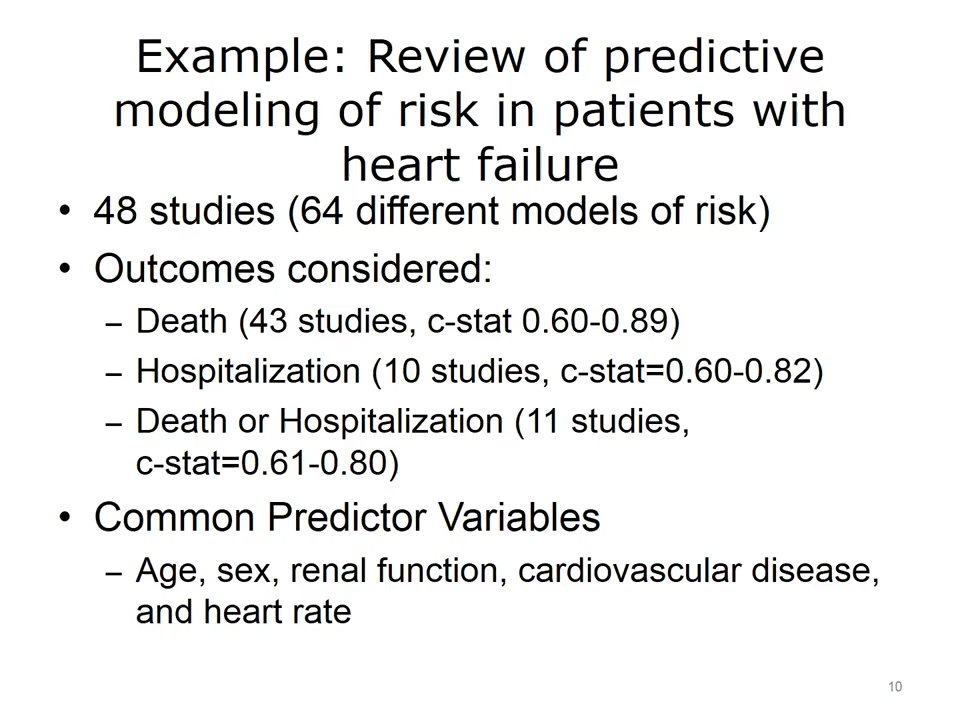 Example: Review of predictive
modeling of risk in patients with
heart failure
• 48 studies (64 different models of risk)
• Outcomes considered:
– Death (43 studies, c-stat 0.60-0.89)
– Hospitalization (10 studies, c-stat=0.60-0.82)
– Death or Hospitalization (11 studies,
c-stat=0.61-0.80)
• Common Predictor Variables
– Age, sex, renal function, cardiovascular disease,
and heart rate
10